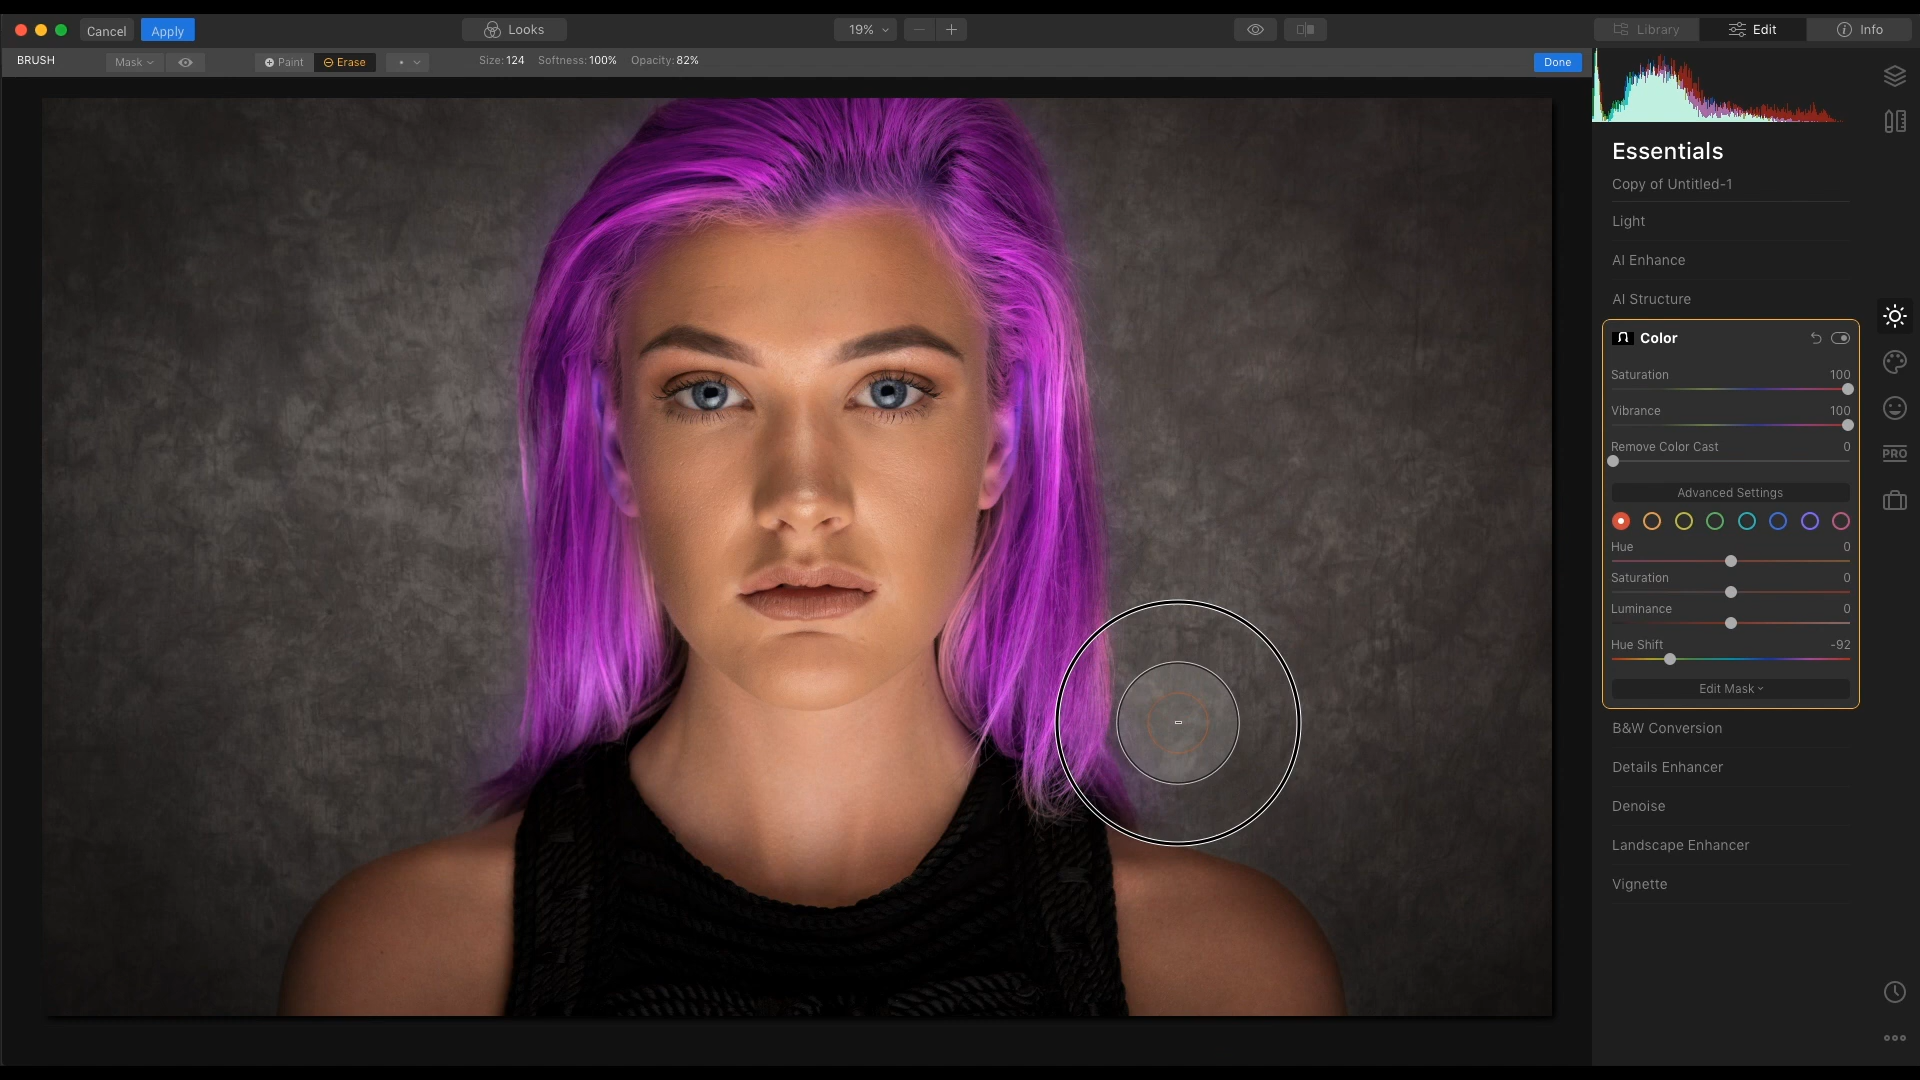 Cancel
Apply
Looks
19%
Library
Edit
Info
BRUSH
Mask
Paint
Erase
Size: 124
Softness: 100%
Opacity: 82%
Done
Essentials
Copy of Untitled-1
Light
AI Enhance
AI Structure
Color
Saturation 100
Vibrance 100
Remove Color Cast 0
Advanced Settings
Hue 0
Saturation 0
Luminance 0
Hue Shift -92
Edit Mask
B&W Conversion
Details Enhancer
Denoise
Landscape Enhancer
Vignette
PRO